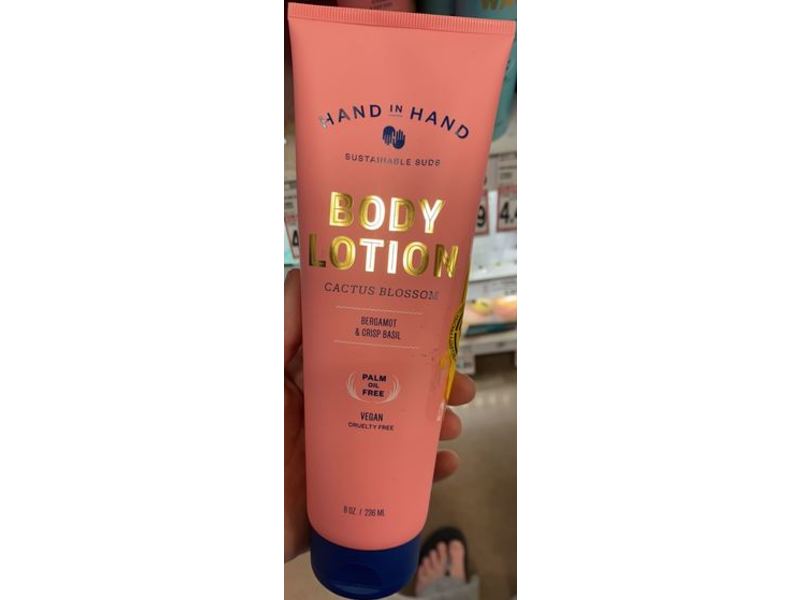 HAND IN HAND
SUSTAINABLE SUDS
BODY
LOTION
CACTUS BLOSSOM
BERGAMOT
& CRISP BASIL
PALM
OIL
FREE
VEGAN
CRUELTY FREE
8 OZ. / 236 ML